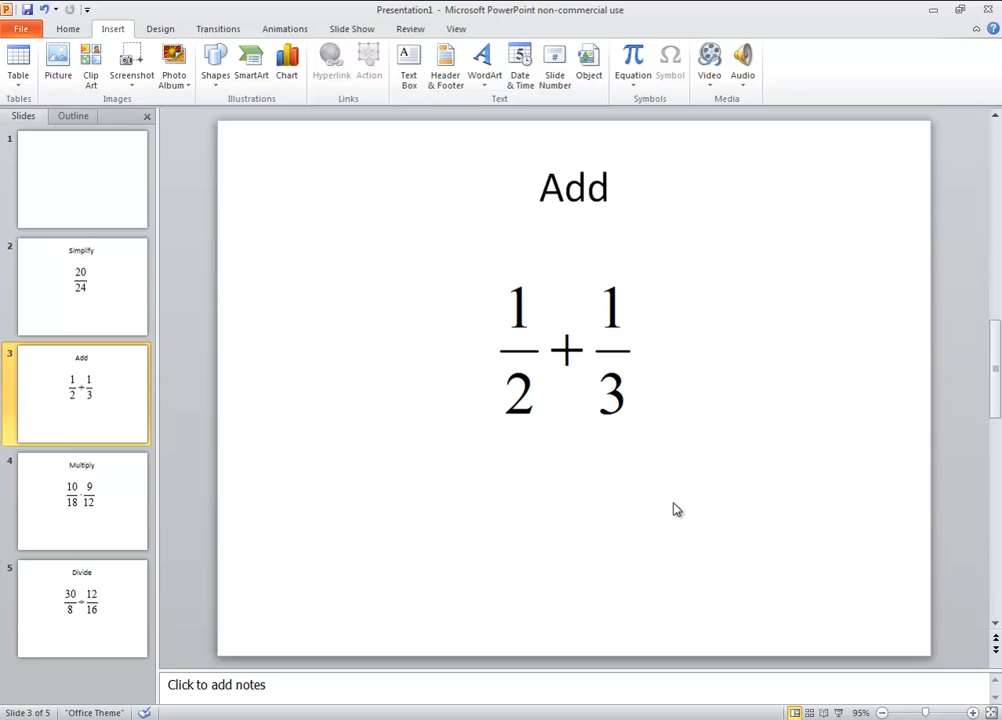 Presentation1 - Microsoft PowerPoint non-commercial use
File Home Insert Design Transitions Animations Slide Show Review View
Table Picture Clip Art Screenshot Photo Album Shapes SmartArt Chart Hyperlink Action Text Box Header & Footer WordArt Date & Time Slide Number Object Equation Symbol Video Audio
Tables Images Illustrations Links Text Symbols Media
Slides Outline
1
2
Simplify
20
24
3
Add
1/2 + 1/3
4
Multiply
10/18 · 9/12
5
Divide
30/8 ÷ 12/16
Add
1/2 + 1/3
Click to add notes
Slide 3 of 5 "Office Theme" 95%